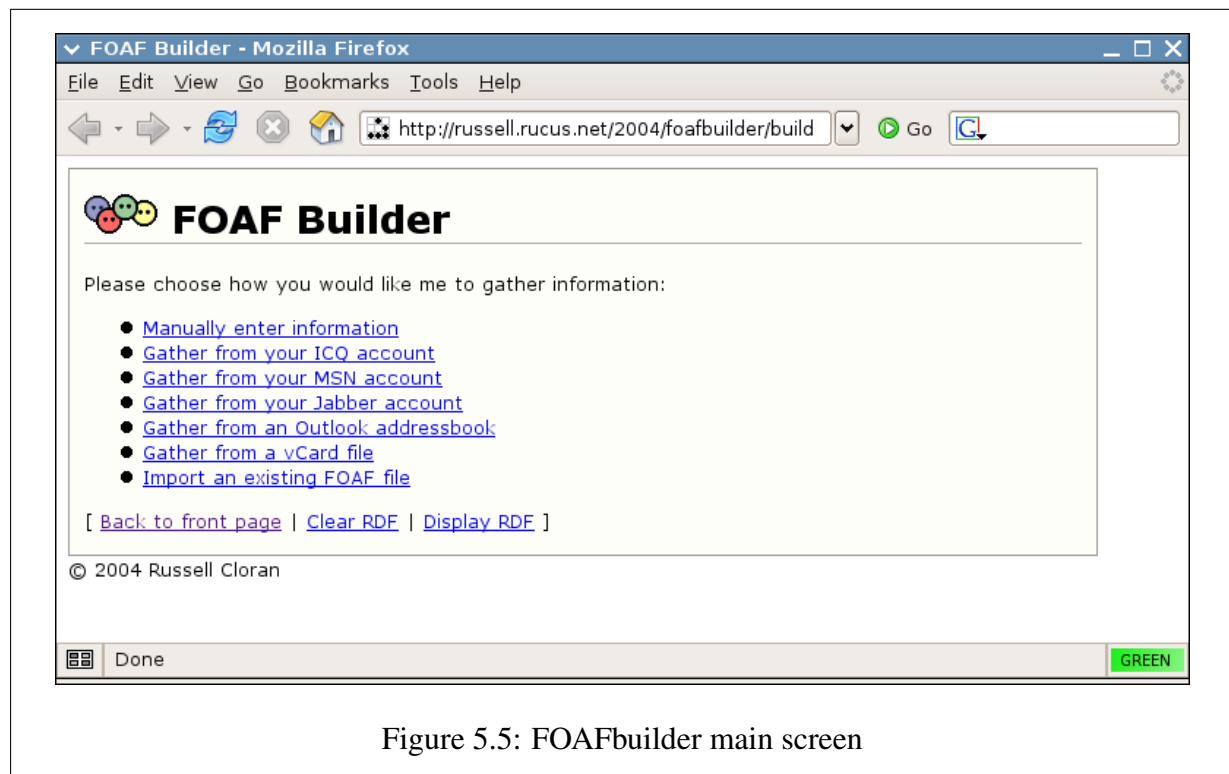 FOAF Builder - Mozilla Firefox
File Edit View Go Bookmarks Tools Help
http://russell.rucus.net/2004/foafbuilder/build Go G
FOAF Builder
Please choose how you would like me to gather information:
Manually enter information
Gather from your ICQ account
Gather from your MSN account
Gather from your Jabber account
Gather from an Outlook addressbook
Gather from a vCard file
Import an existing FOAF file
[ Back to front page | Clear RDF | Display RDF ]
© 2004 Russell Cloran
Done GREEN
Figure 5.5: FOAFbuilder main screen